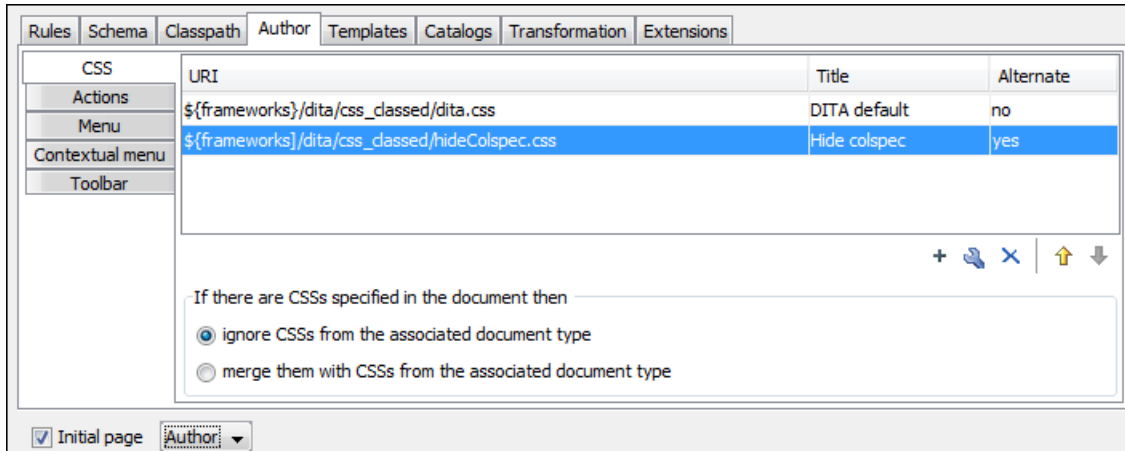 Rules Schema Classpath Author Templates Catalogs Transformation Extensions
CSS
Actions
Menu
Contextual menu
Toolbar
URI Title Alternate
${frameworks}/dita/css_classed/dita.css DITA default no
${frameworks]/dita/css_classed/hideColspec.css Hide colspec yes
If there are CSSs specified in the document then
ignore CSSs from the associated document type
merge them with CSSs from the associated document type
Initial page Author